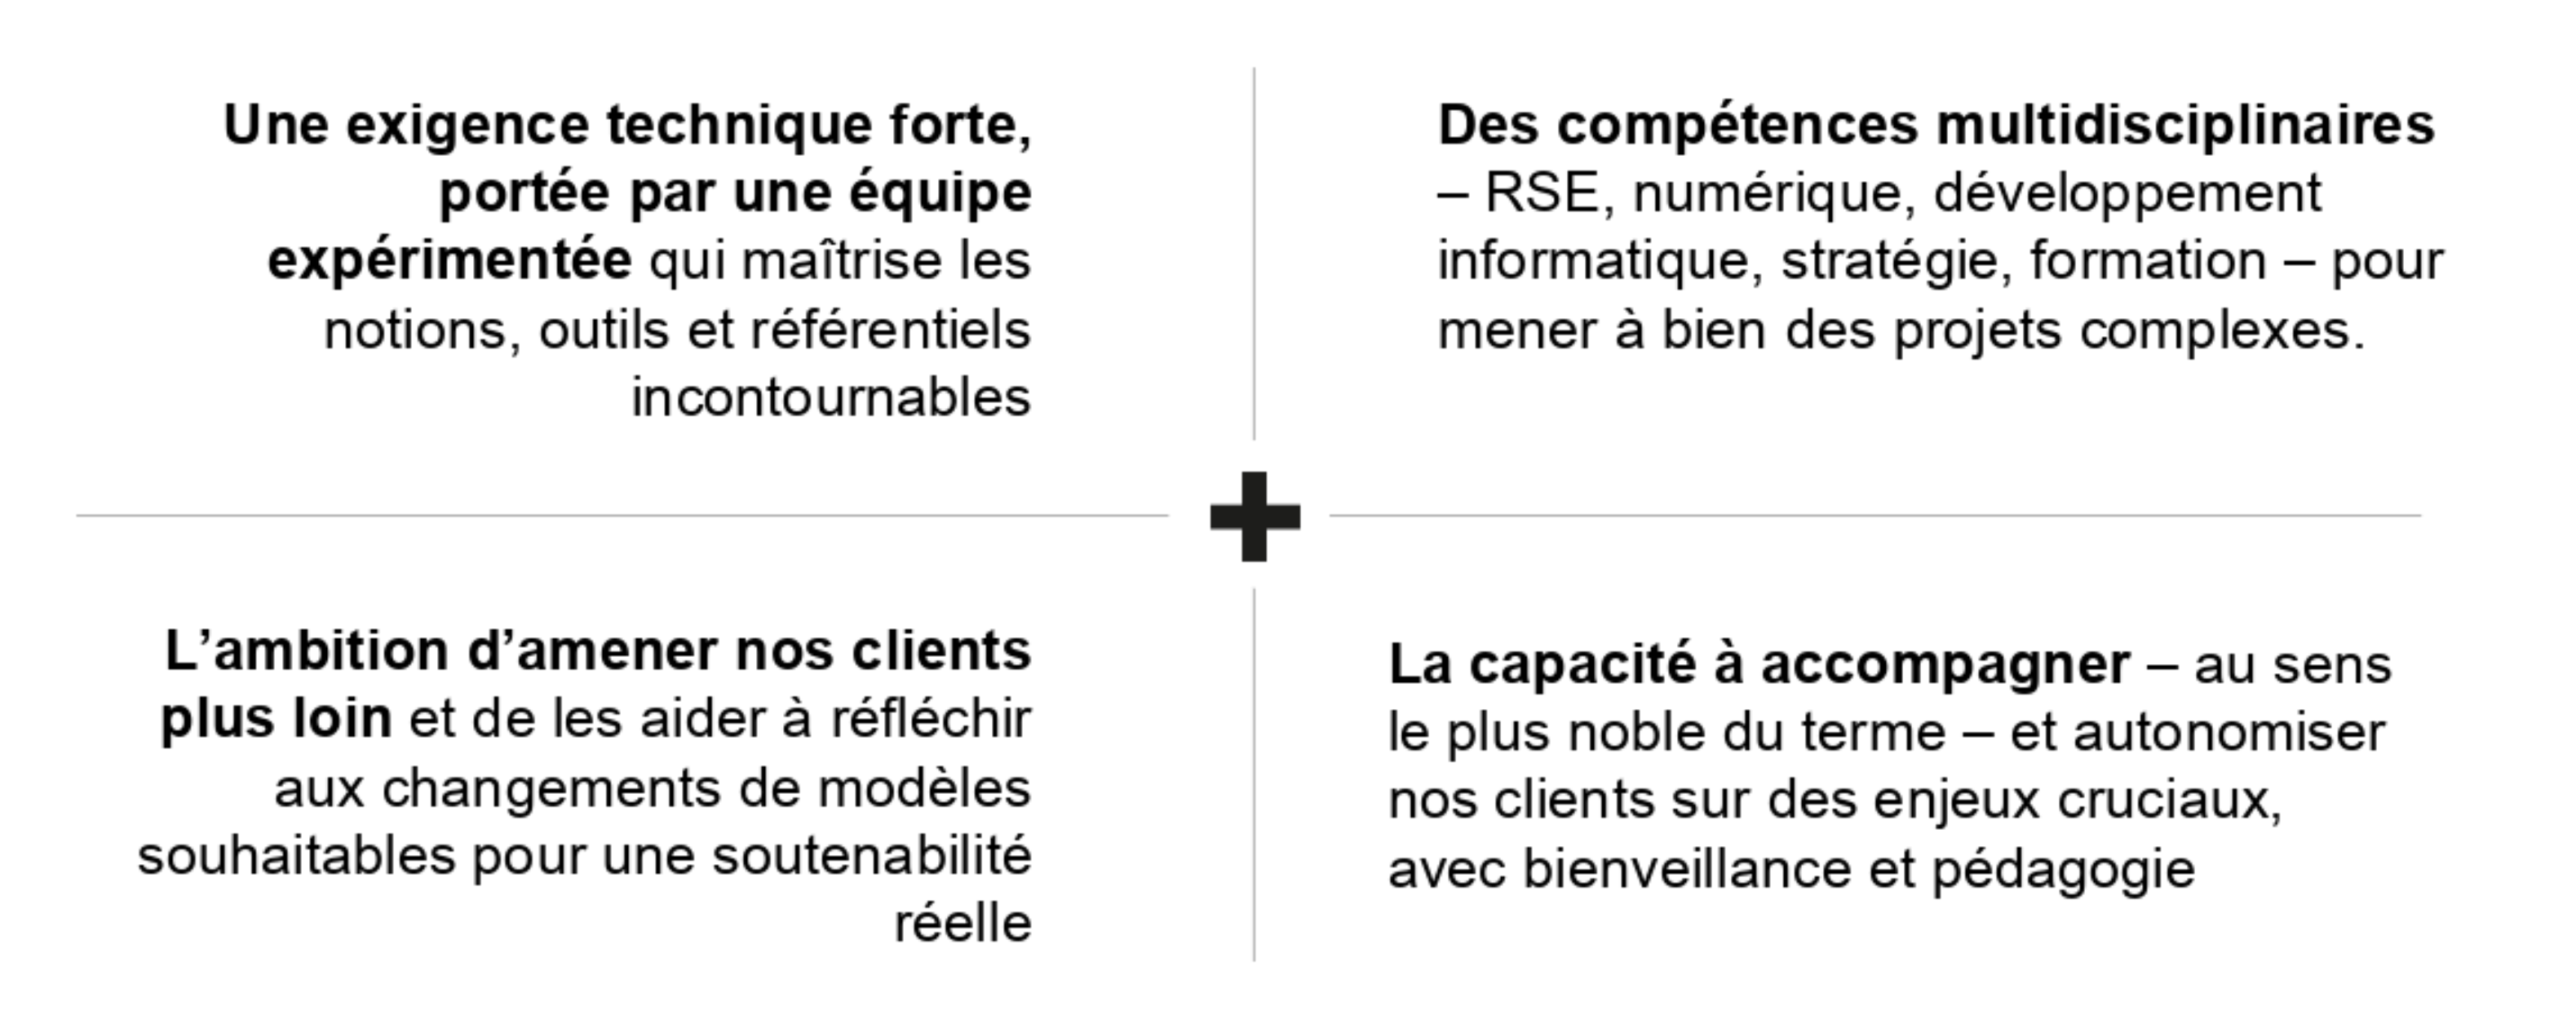 Une exigence technique forte,
portée par une équipe
expérimentée qui maîtrise les
notions, outils et référentiels
incontournables
Des compétences multidisciplinaires
– RSE, numérique, développement
informatique, stratégie, formation – pour
mener à bien des projets complexes.
L’ambition d’amener nos clients
plus loin et de les aider à réfléchir
aux changements de modèles
souhaitables pour une soutenabilité
réelle
La capacité à accompagner – au sens
le plus noble du terme – et autonomiser
nos clients sur des enjeux cruciaux,
avec bienveillance et pédagogie